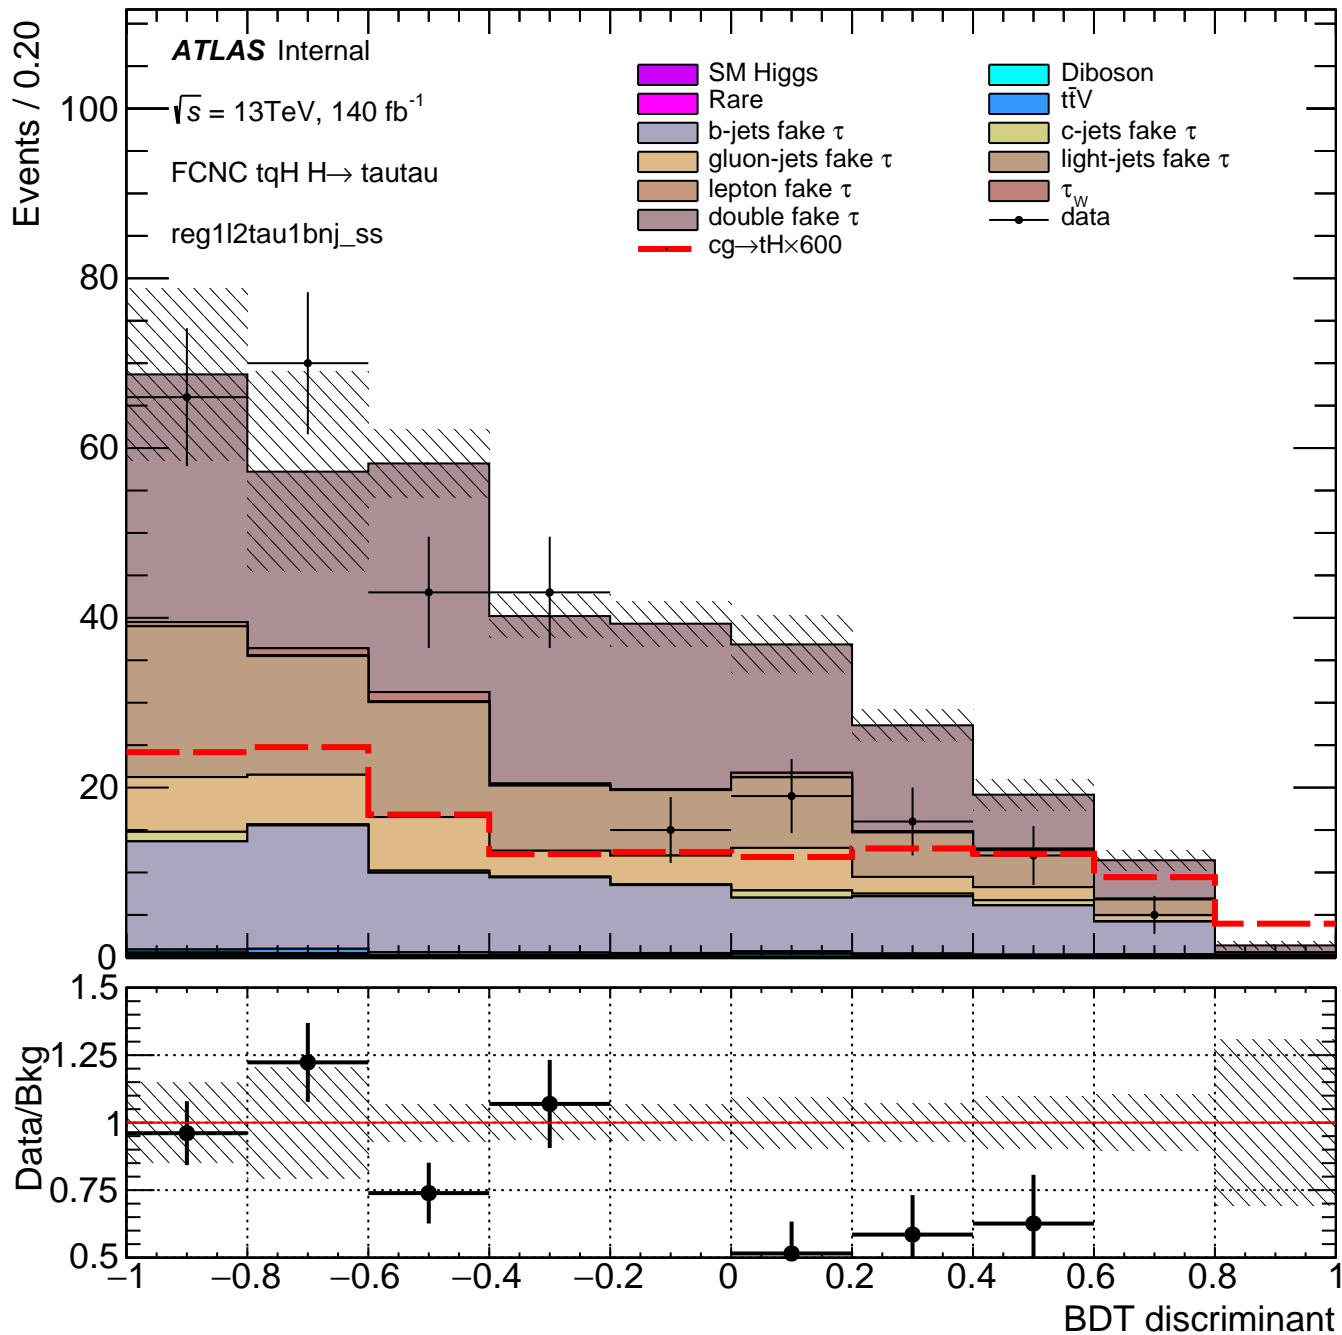 Events / 0.20
ATLAS Internal
√s = 13TeV, 140 fb⁻¹
FCNC tqH H→ tautau
reg1l2tau1bnj_ss
SM Higgs
Rare
b-jets fake τ
gluon-jets fake τ
lepton fake τ
double fake τ
cg→tH×600
Diboson
tt̄V
c-jets fake τ
light-jets fake τ
τ_W
data
100
80
60
40
20
0
Data/Bkg
1.5
1.25
1
0.75
0.5
−1 −0.8 −0.6 −0.4 −0.2 0 0.2 0.4 0.6 0.8 1
BDT discriminant